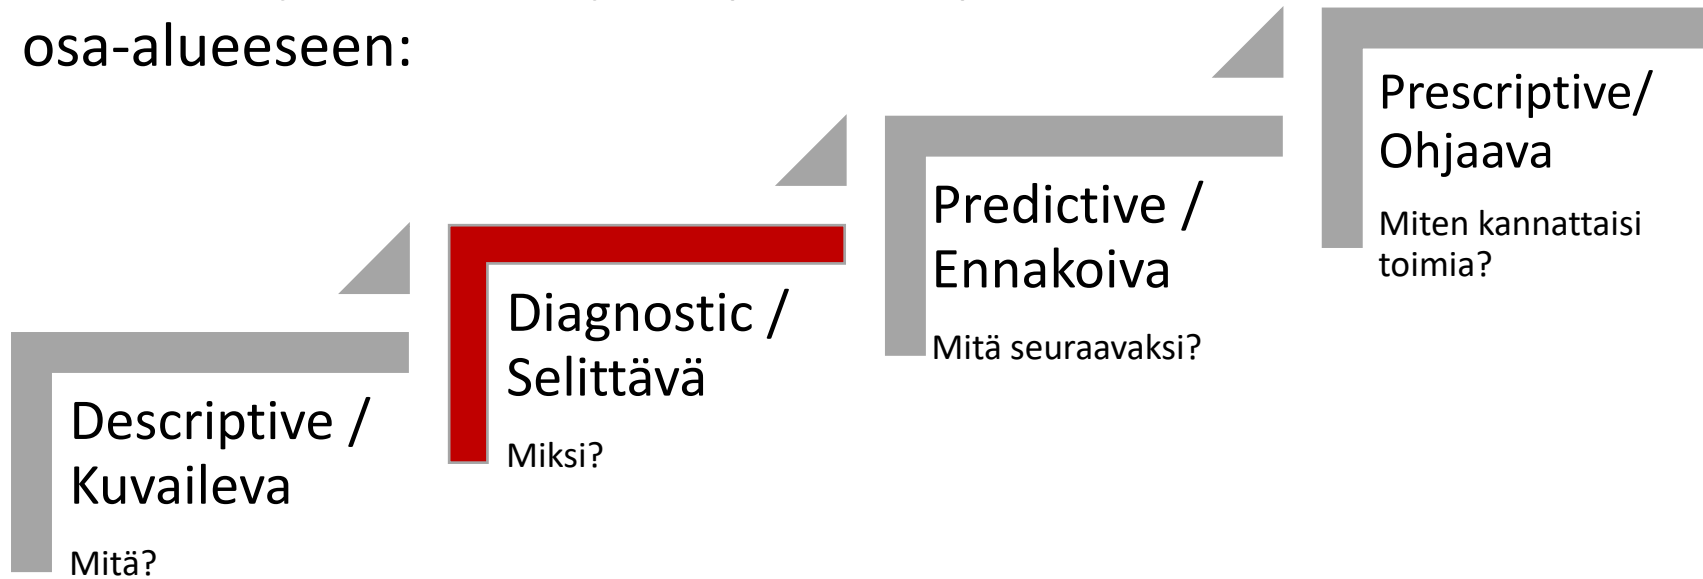 osa-alueeseen:
Descriptive /
Kuvaileva
Mitä?
Diagnostic /
Selittävä
Miksi?
Predictive /
Ennakoiva
Mitä seuraavaksi?
Prescriptive/
Ohjaava
Miten kannattaisi
toimia?